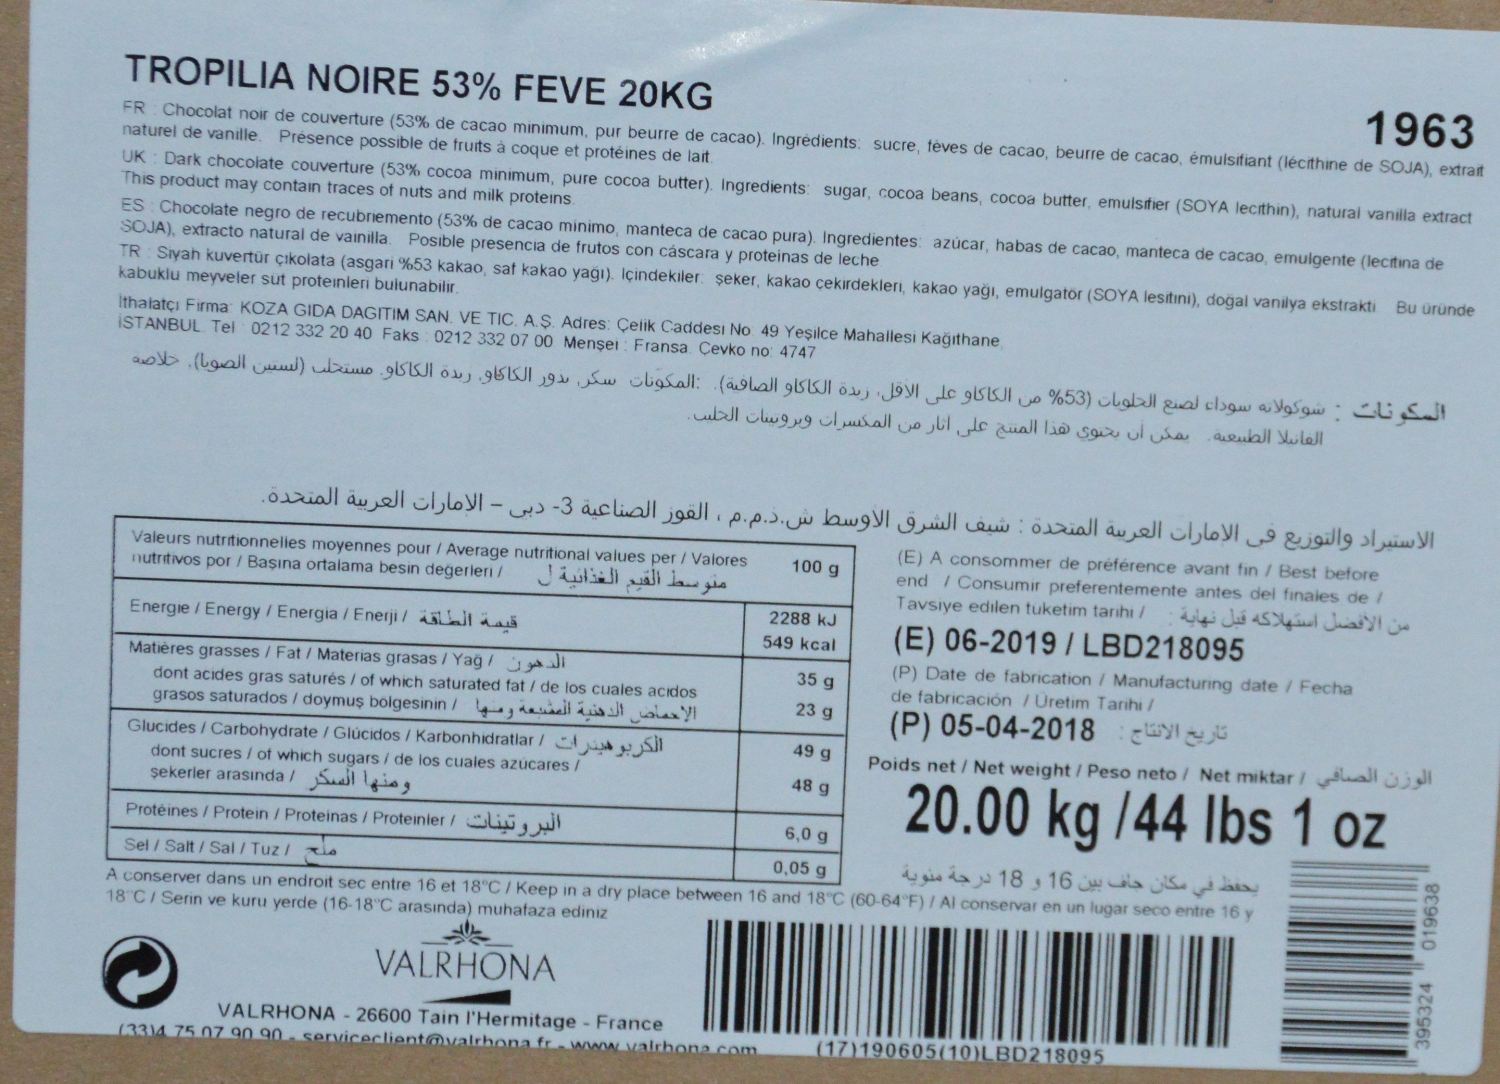 TROPILIA NOIRE 53% FEVE 20KG
1963
FR : Chocolat noir de couverture (53% de cacao minimum, pur beurre de cacao). Ingrédients: sucre, fèves de cacao, beurre de cacao, émulsifiant (lécithine de SOJA), extrait
naturel de vanille. Présence possible de fruits à coque et protéines de lait.
UK : Dark chocolate couverture (53% cocoa minimum, pure cocoa butter). Ingredients: sugar, cocoa beans, cocoa butter, emulsifier (SOYA lecithin), natural vanilla extract
This product may contain traces of nuts and milk proteins.
ES : Chocolate negro de recubriemento (53% de cacao minimo, manteca de cacao pura). Ingredientes: azúcar, habas de cacao, manteca de cacao, emulgente (lecitina de
SOJA), extracto natural de vainilla. Posible presencia de frutos con cáscara y proteinas de leche
TR : Siyah kuvertür çikolata (asgari %53 kakao, saf kakao yağı). Içindekiler: şeker, kakao çekirdekleri, kakao yağı, emulgatör (SOYA lesitini), doğal vanilya ekstrakti. Bu üründe
kabuklu meyveler süt proteinleri bulunabilir.
İthalatçı Firma: KOZA GIDA DAGITIM SAN. VE TIC. A.Ş. Adres: Çelik Caddesi No: 49 Yeşilce Mahallesi Kağıthane,
İSTANBUL. Tel : 0212 332 20 40 Faks : 0212 332 07 00 Menşei : Fransa. Çevko no: 4747
المكونات : شوكولاته سوداء لصنع الحلويات (53% من الكاكاو على الأقل، زبدة الكاكاو الصافية). :المكوّنات سكر، بذور الكاكاو، زبدة الكاكاو، مستحلب (لستين الصويا)، خلاصة
الفانيلا الطبيعية. يمكن أن يحتوي هذا المنتج على آثار من المكسرات وبروتينات الحليب.
الاستيراد والتوزيع في الإمارات العربية المتحدة : شيف الشرق الاوسط ش.ذ.م.م ، القوز الصناعية 3- دبي – الإمارات العربية المتحدة.
Valeurs nutritionnelles moyennes pour / Average nutritional values per / Valores
nutritivos por / Başina ortalama besin değerleri / متوسط القيم الغذائية ل
100 g
Energie / Energy / Energia / Enerji / قيمة الطاقة
2288 kJ
549 kcal
Matières grasses / Fat / Materias grasas / Yağ / الدهون
35 g
dont acides gras saturés / of which saturated fat / de los cuales acidos
grasos saturados / doymuş bolgesinin / الاحماض الدهنية المشبعة ومنها
23 g
Glucides / Carbohydrate / Glúcidos / Karbonhidratlar / الكربوهيدرات
49 g
dont sucres / of which sugars / de los cuales azúcares /
şekerler arasinda / ومنها السكر
48 g
Protéines / Protein / Proteinas / Proteinler / البروتينات
6,0 g
Sel / Salt / Sal / Tuz / ملح
0,05 g
(E) A consommer de préférence avant fin / Best before
end / Consumir preferentemente antes del finales de /
Tavsiye edilen tuketim tarihi / من الأفضل استهلاكه قبل نهاية :
(E) 06-2019 / LBD218095
(P) Date de fabrication / Manufacturing date / Fecha
de fabricación / Üretim Tarihi /
(P) 05-04-2018 تاريخ الانتاج :
Poids net / Net weight / Peso neto / Net miktar / الوزن الصافي
20.00 kg /44 lbs 1 oz
يحفظ في مكان جاف بين 16 و 18 درجة مئوية
A conserver dans un endroit sec entre 16 et 18°C / Keep in a dry place between 16 and 18°C (60-64°F) / Al conservar en un lugar seco entre 16 y
18°C / Serin ve kuru yerde (16-18°C arasinda) muhafaza ediniz
VALRHONA
VALRHONA - 26600 Tain l'Hermitage - France
(33)4 75 07 90 90 - serviceclient@valrhona.fr - www.valrhona.com
(17)190605(10)LBD218095
395324 019638